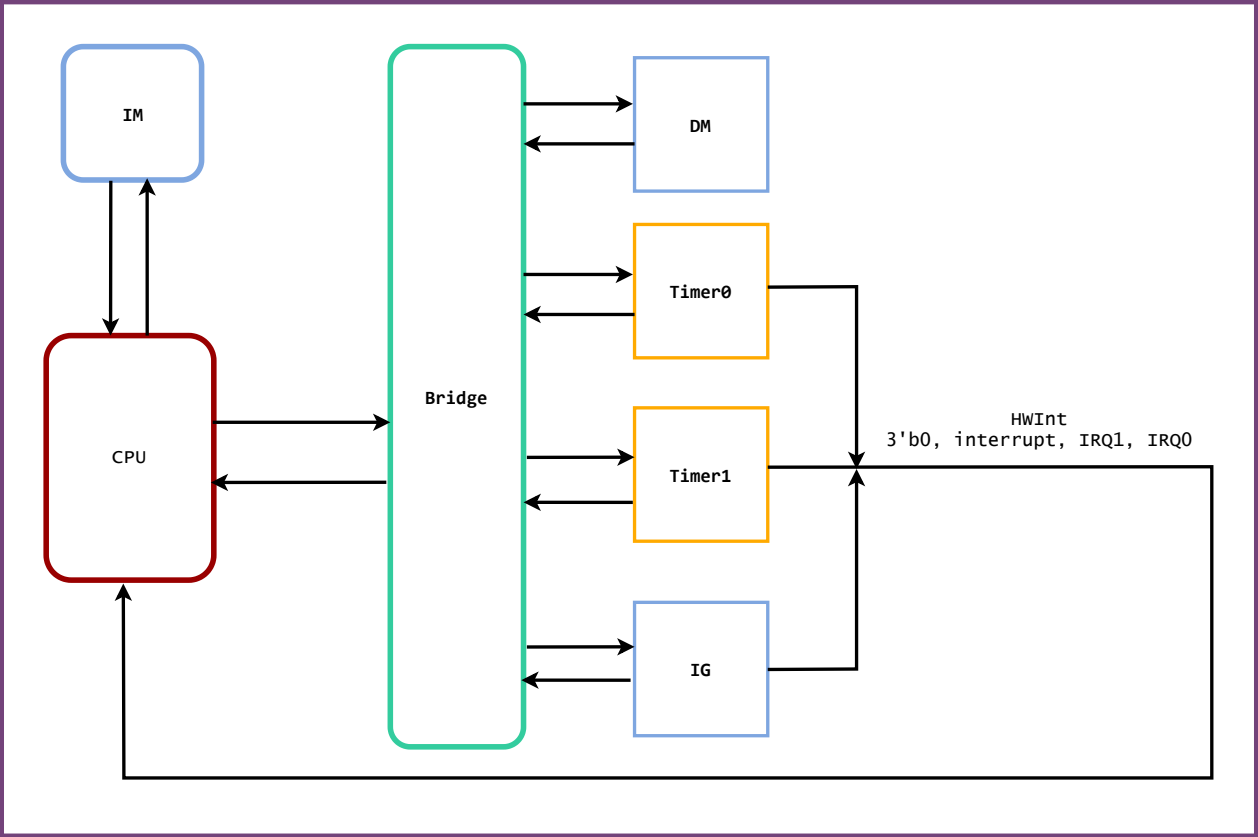 IM
DM
Timer0
Bridge
HWInt
3'b0, interrupt, IRQ1, IRQ0
CPU
Timer1
IG